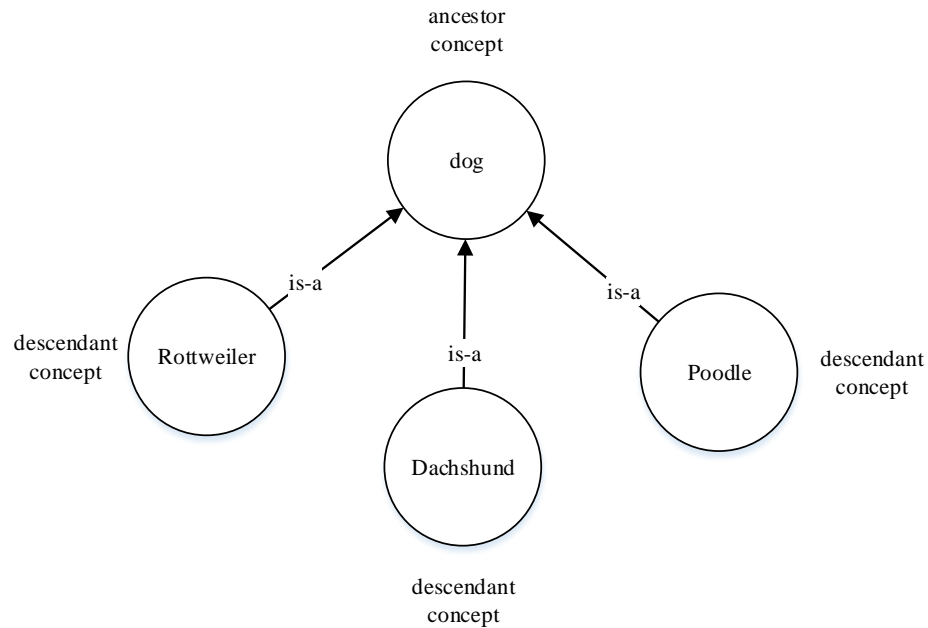 ancestor
concept
dog
is-a
is-a
is-a
descendant
concept
Rottweiler
Poodle
descendant
concept
Dachshund
descendant
concept